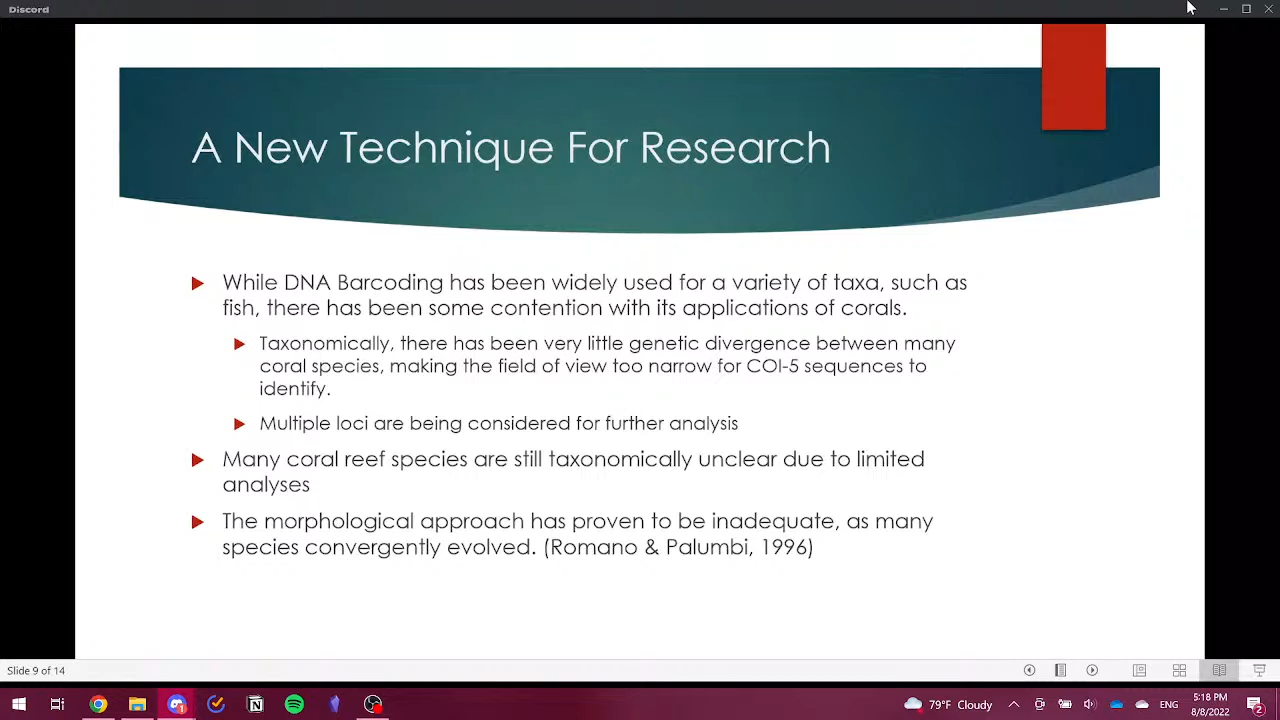 Discord
A New Technique For Research
While DNA Barcoding has been widely used for a variety of taxa, such as
fish, there has been some contention with its applications of corals.
Taxonomically, there has been very little genetic divergence between many
coral species, making the field of view too narrow for COI-5 sequences to
identify.
Multiple loci are being considered for further analysis
Many coral reef species are still taxonomically unclear due to limited
analyses
The morphological approach has proven to be inadequate, as many
species convergently evolved. (Romano & Palumbi, 1996)
Slide 9 of 14
79°F Cloudy
ENG
5:18 PM
8/8/2022
2